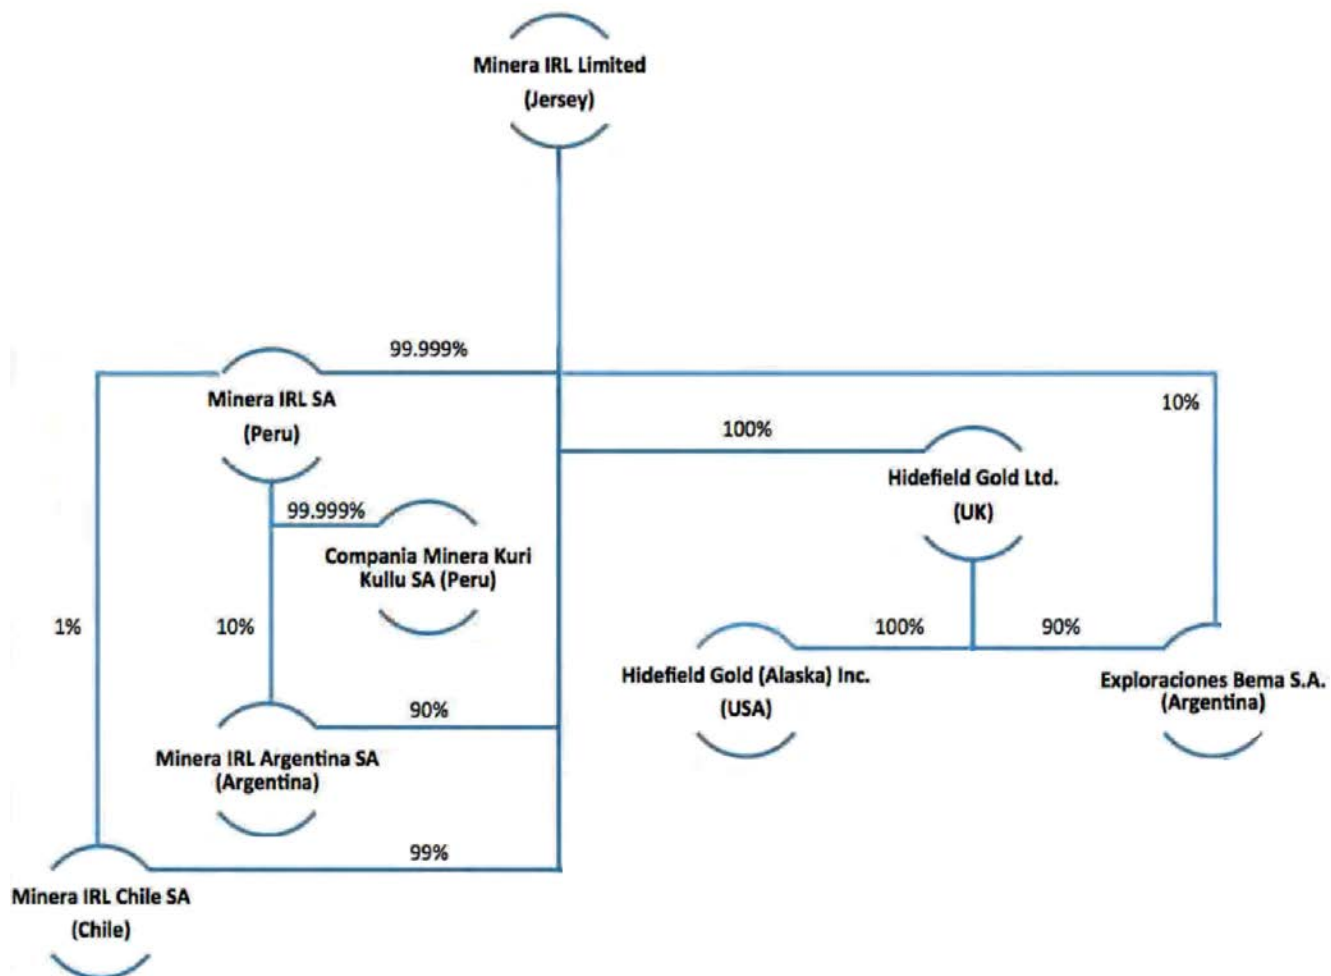 Minera IRL Limited
(Jersey)
99.999%
Minera IRL SA
(Peru)
10%
100%
Hidefield Gold Ltd.
(UK)
99.999%
Compania Minera Kuri
Kullu SA (Peru)
1%
10%
100%
90%
Hidefield Gold (Alaska) Inc.
(USA)
Exploraciones Bema S.A.
(Argentina)
90%
Minera IRL Argentina SA
(Argentina)
99%
Minera IRL Chile SA
(Chile)